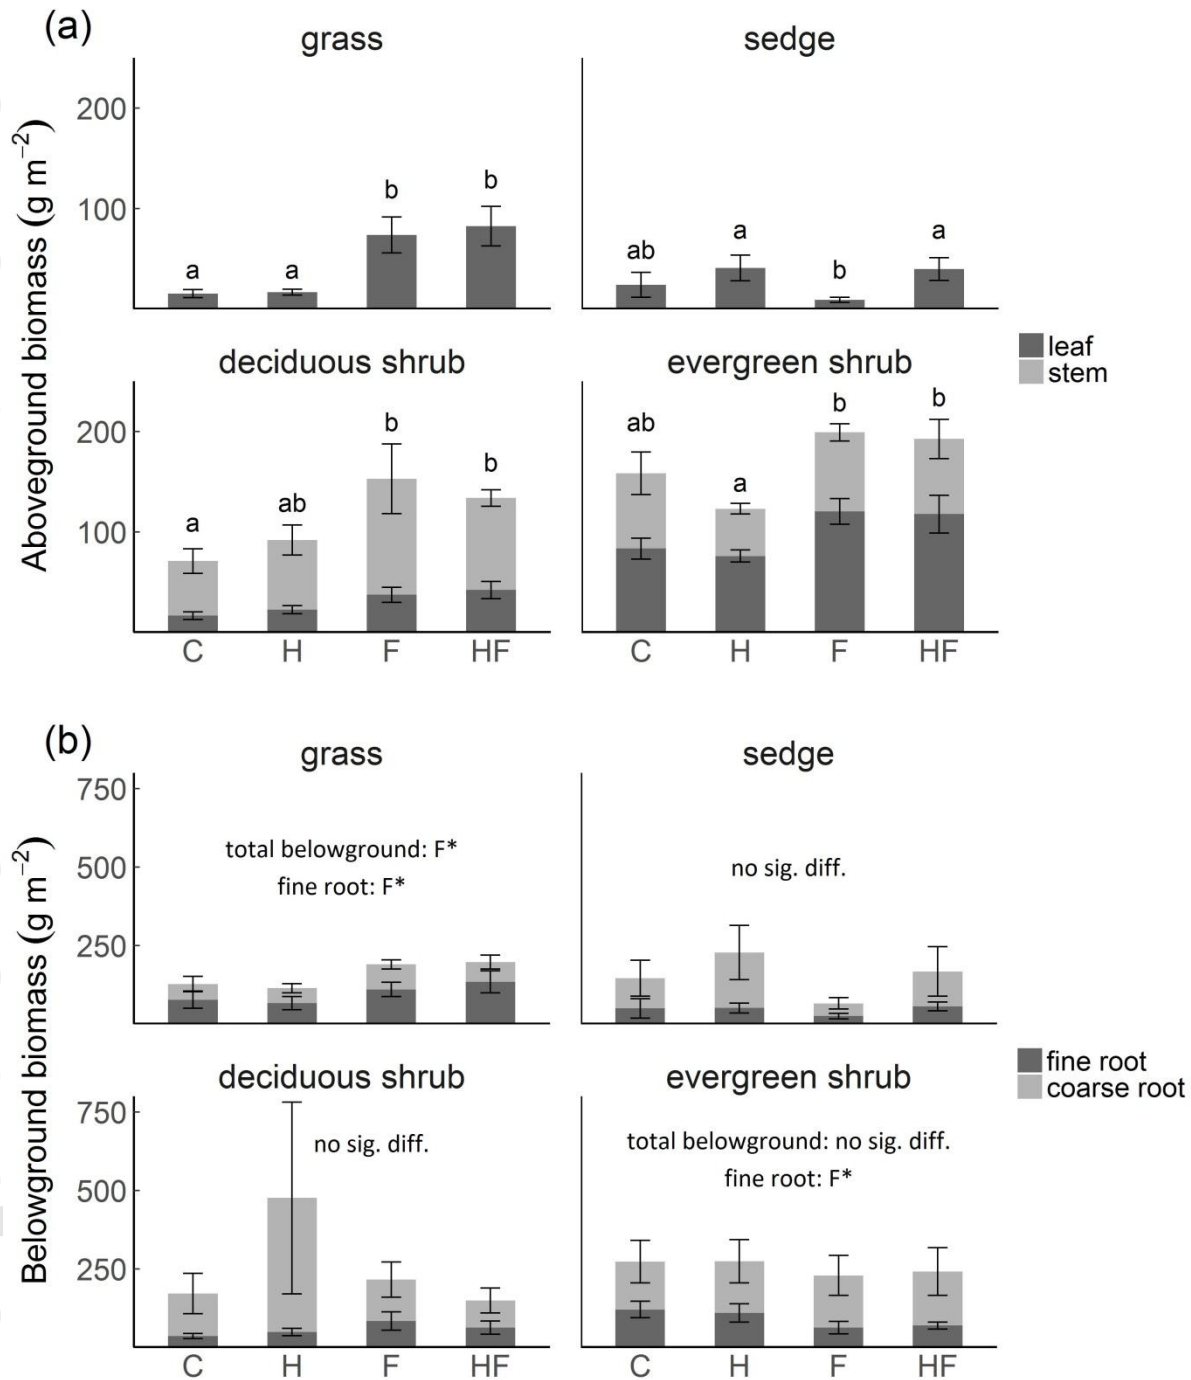 (a)
grass
sedge
Aboveground biomass (g m⁻²)
200
100
a
a
b
b
ab
a
b
a
leaf
stem
deciduous shrub
evergreen shrub
200
100
a
ab
b
b
ab
a
b
b
C H F HF
C H F HF
(b)
grass
sedge
Belowground biomass (g m⁻²)
750
500
250
total belowground: F*
fine root: F*
no sig. diff.
fine root
coarse root
deciduous shrub
evergreen shrub
750
500
250
no sig. diff.
total belowground: no sig. diff.
fine root: F*
C H F HF
C H F HF